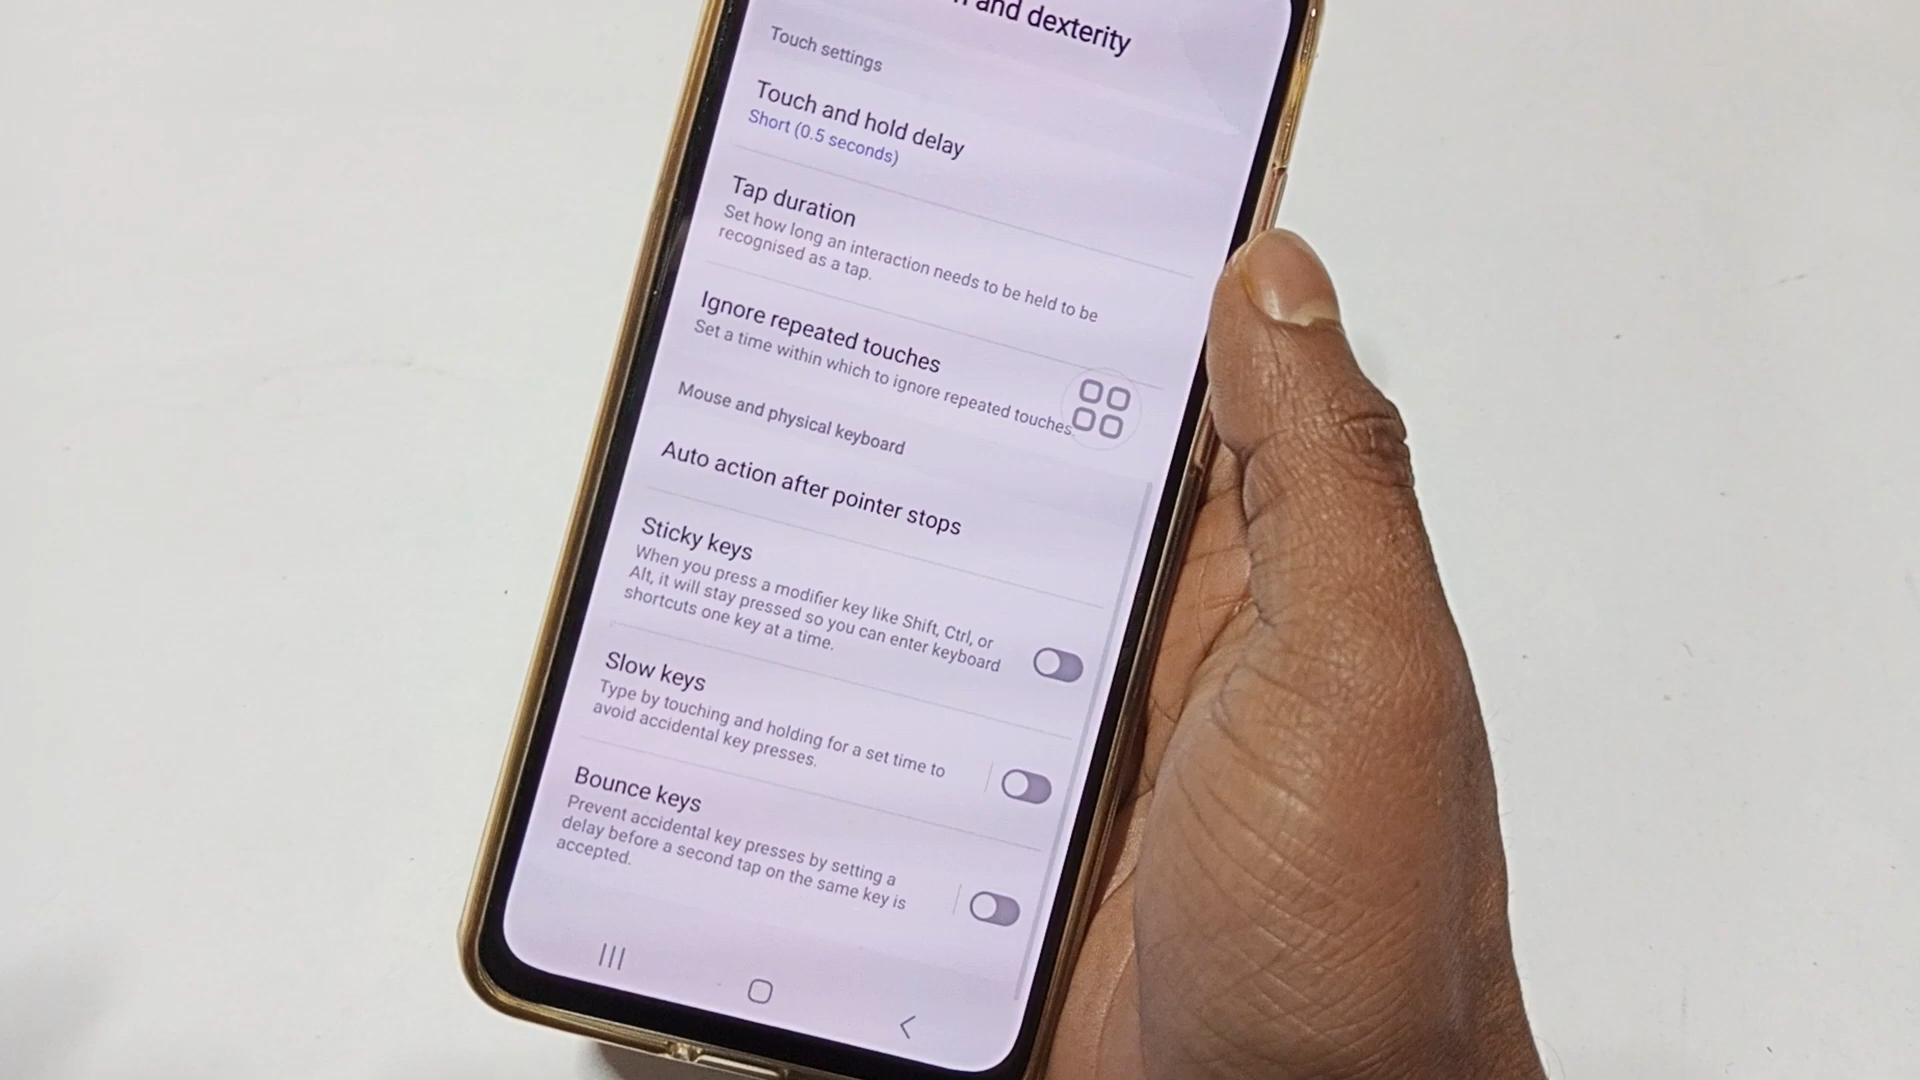 and dexterity
Touch settings
Touch and hold delay
Short (0.5 seconds)
Tap duration
Set how long an interaction needs to be held to be
recognised as a tap.
Ignore repeated touches
Set a time within which to ignore repeated touches.
Mouse and physical keyboard
Auto action after pointer stops
Sticky keys
When you press a modifier key like Shift, Ctrl, or
Alt, it will stay pressed so you can enter keyboard
shortcuts one key at a time.
Slow keys
Type by touching and holding for a set time to
avoid accidental key presses.
Bounce keys
Prevent accidental key presses by setting a
delay before a second tap on the same key is
accepted.